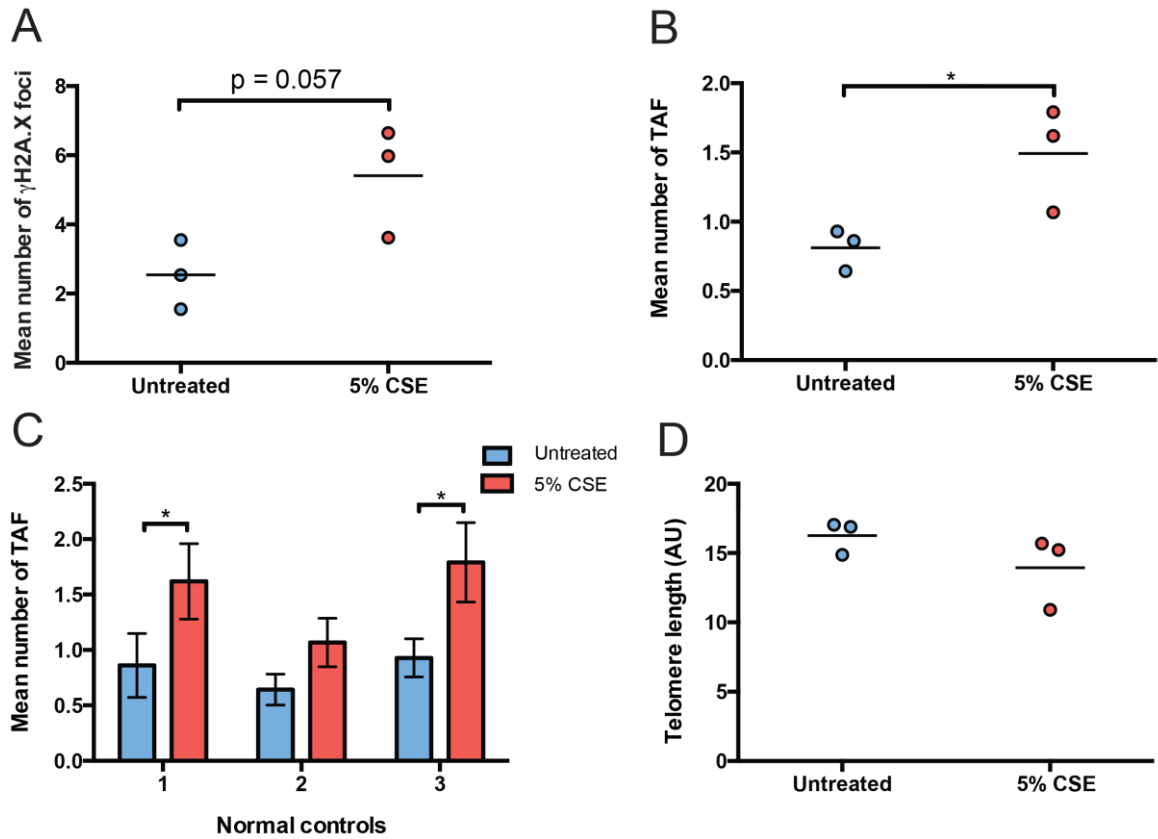 A
Mean number of γH2A.X foci
8
6
4
2
0
p = 0.057
Untreated
5% CSE
B
Mean number of TAF
2.0
1.5
1.0
0.5
0.0
*
Untreated
5% CSE
C
Untreated
5% CSE
Mean number of TAF
2.5
2.0
1.5
1.0
0.5
0.0
*
*
1
2
3
Normal controls
D
Telomere length (AU)
20
15
10
5
0
Untreated
5% CSE